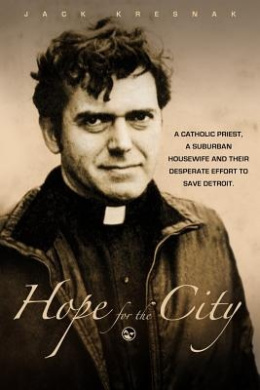 JACK KRESNAK
A CATHOLIC PRIEST,
A SUBURBAN
HOUSEWIFE AND THEIR
DESPERATE EFFORT TO
SAVE DETROIT.
Hope for the City